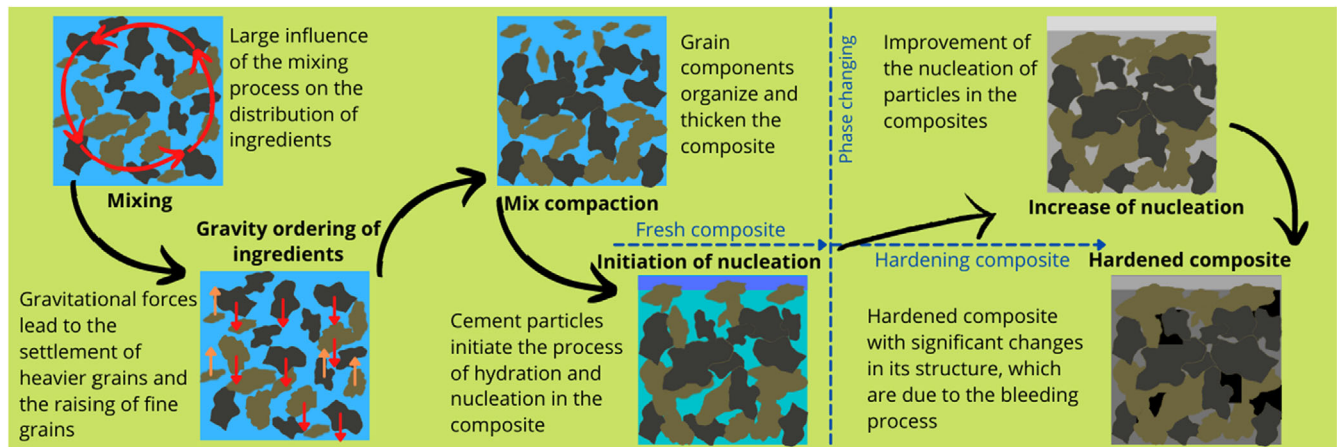 Large influence
of the mixing
process on the
distribution of
ingredients
Mixing
Gravity ordering of
ingredients
Gravitational forces
lead to the
settlement of
heavier grains and
the raising of fine
grains
Grain
components
organize and
thicken the
composite
Mix compaction
Fresh composite
Initiation of nucleation
Cement particles
initiate the process
of hydration and
nucleation in the
composite
Phase changing
Improvement of
the nucleation of
particles in the
composites
Increase of nucleation
Hardening composite
Hardened composite
Hardened composite
with significant changes
in its structure, which
are due to the bleeding
process